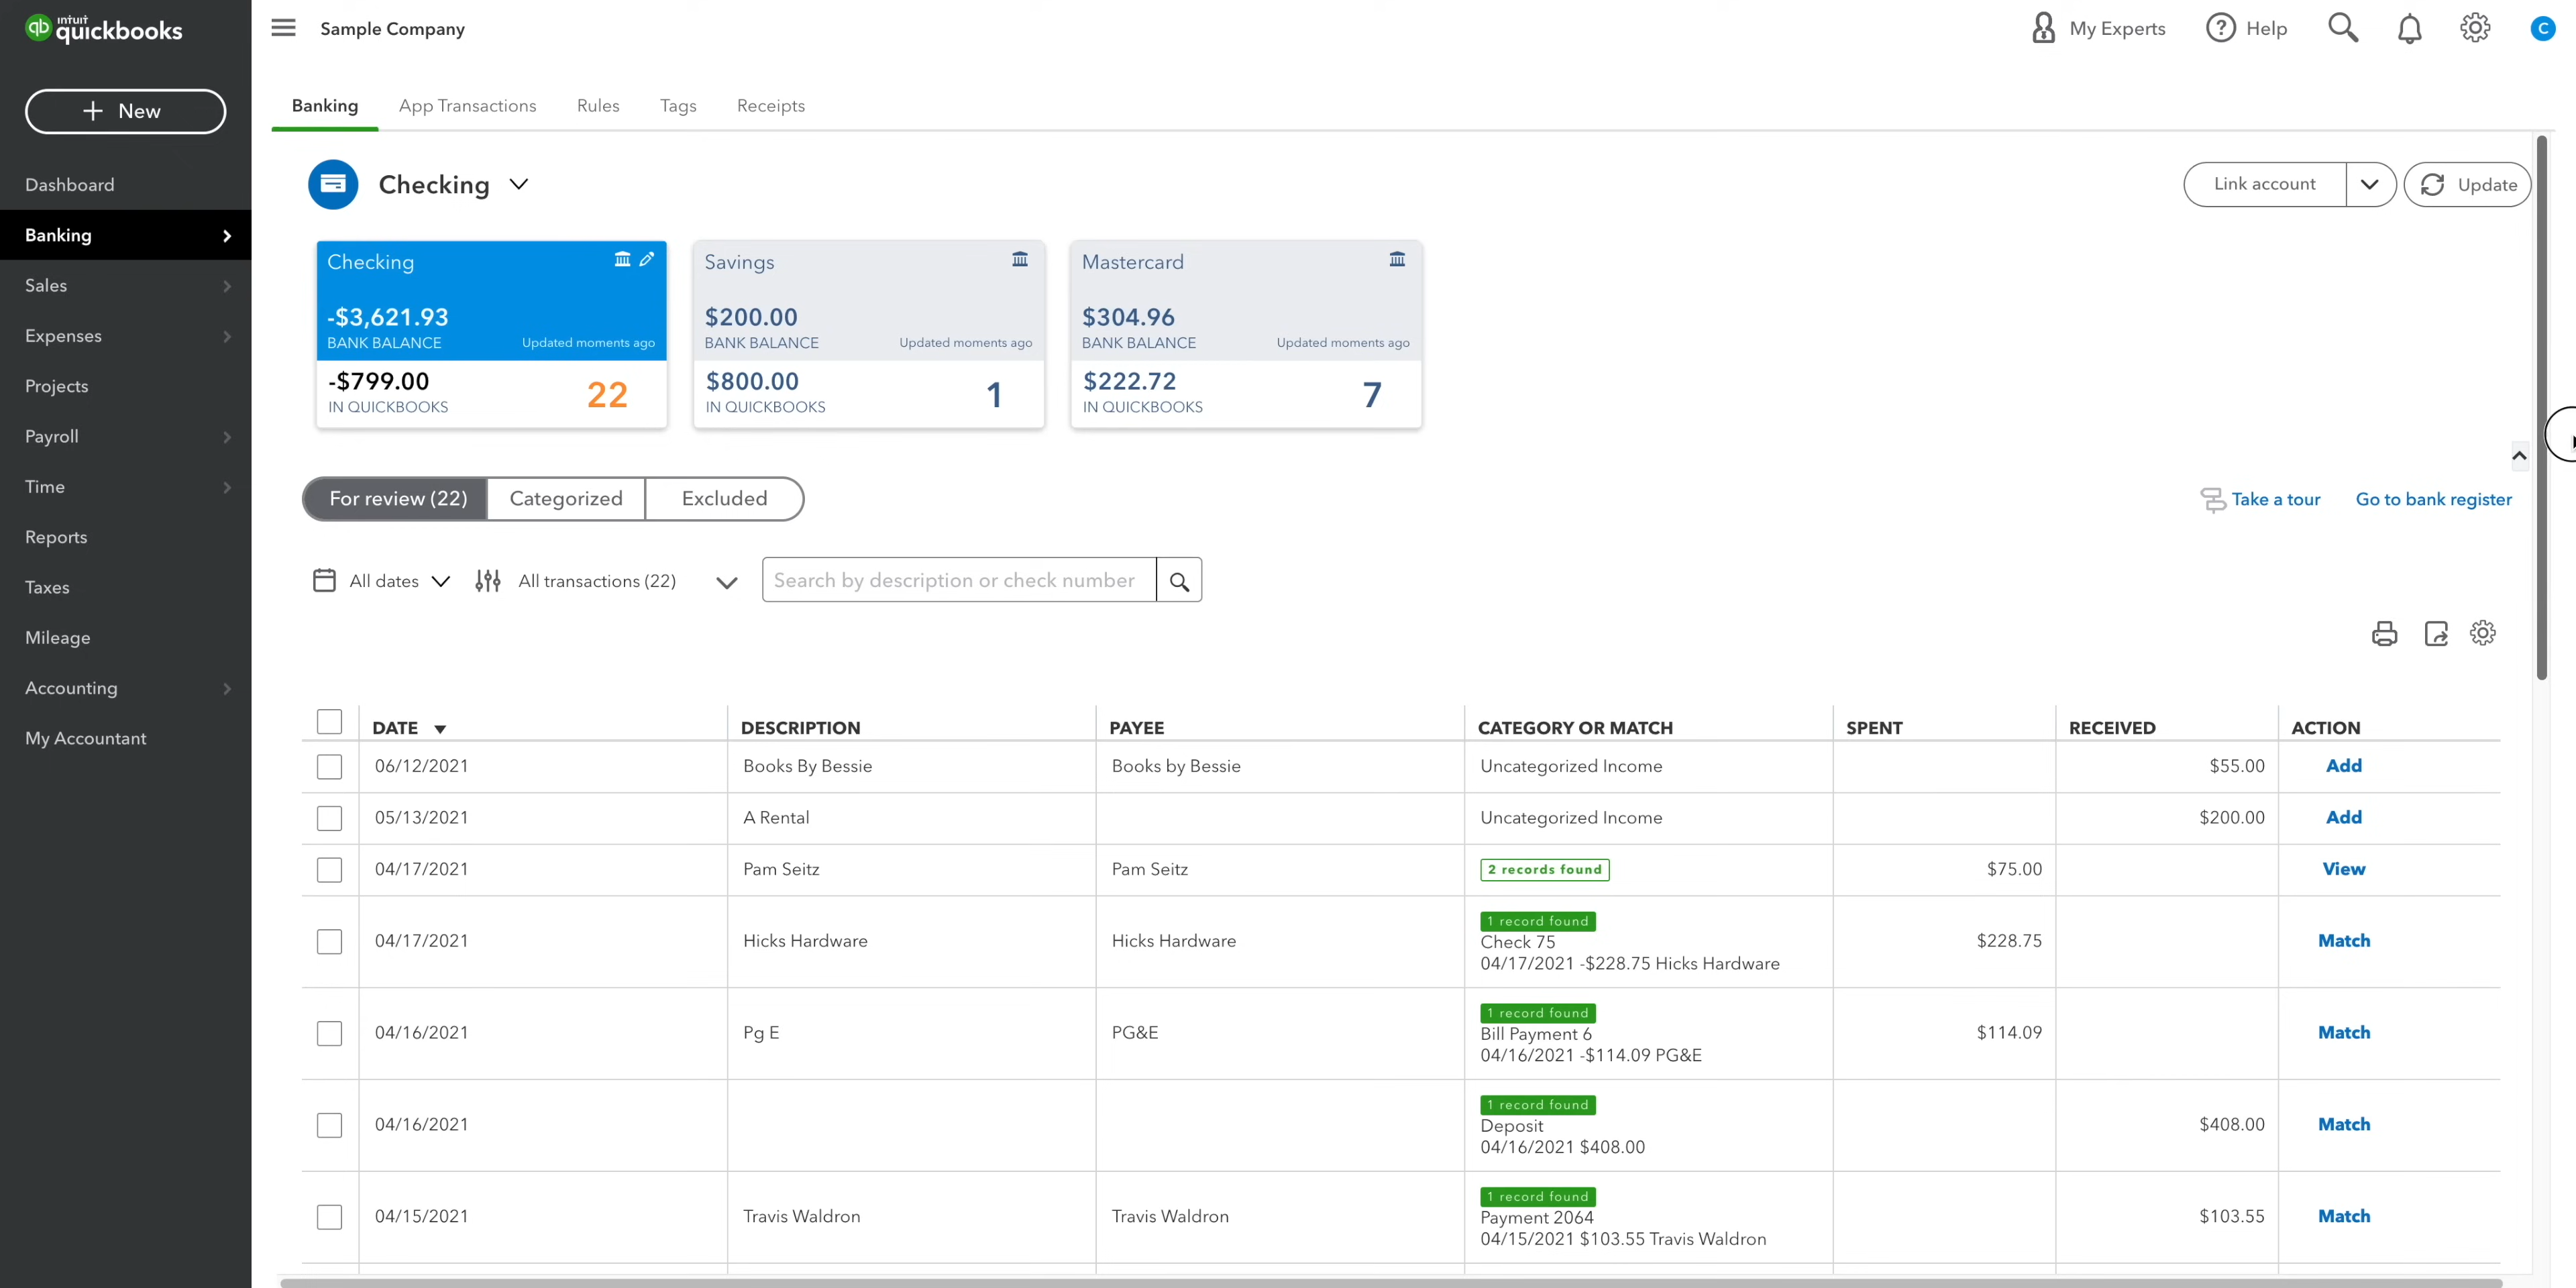 intuit
quickbooks
Sample Company
My Experts
Help
C
New
Dashboard
Banking
Sales
Expenses
Projects
Payroll
Time
Reports
Taxes
Mileage
Accounting
My Accountant
Banking App Transactions Rules Tags Receipts
Checking
Link account
Update
Checking
-$3,621.93
BANK BALANCE Updated moments ago
-$799.00
IN QUICKBOOKS
22
Savings
$200.00
BANK BALANCE Updated moments ago
$800.00
IN QUICKBOOKS
1
Mastercard
$304.96
BANK BALANCE Updated moments ago
$222.72
IN QUICKBOOKS
7
For review (22) Categorized Excluded
Take a tour Go to bank register
All dates All transactions (22) Search by description or check number
DATE DESCRIPTION PAYEE CATEGORY OR MATCH SPENT RECEIVED ACTION
06/12/2021 Books By Bessie Books by Bessie Uncategorized Income $55.00 Add
05/13/2021 A Rental Uncategorized Income $200.00 Add
04/17/2021 Pam Seitz Pam Seitz 2 records found $75.00 View
04/17/2021 Hicks Hardware Hicks Hardware 1 record found
Check 75
04/17/2021 -$228.75 Hicks Hardware $228.75 Match
04/16/2021 Pg E PG&E 1 record found
Bill Payment 6
04/16/2021 -$114.09 PG&E $114.09 Match
04/16/2021 1 record found
Deposit
04/16/2021 $408.00 $408.00 Match
04/15/2021 Travis Waldron Travis Waldron 1 record found
Payment 2064
04/15/2021 $103.55 Travis Waldron $103.55 Match